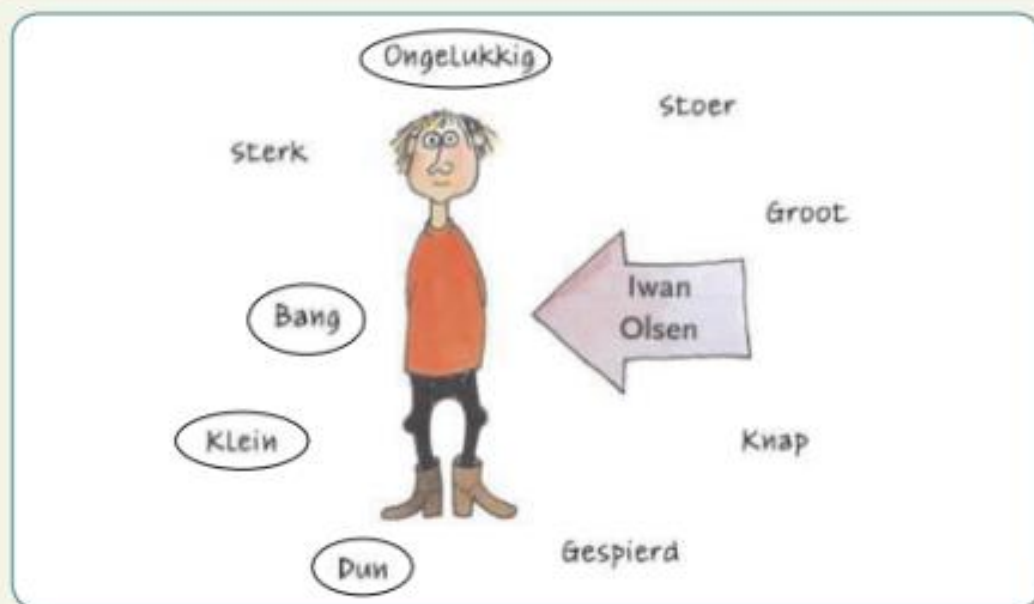 Ongelukkig
Stoer
Sterk
Groot
Iwan
Olsen
Bang
Klein
Knap
Gespierd
Dun